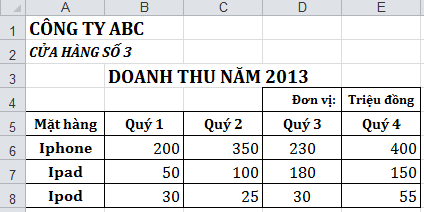 A B C D E
1 CÔNG TY ABC
2 CỬA HÀNG SỐ 3
3 DOANH THU NĂM 2013
4 Đơn vị: Triệu đồng
5 Mặt hàng Quý 1 Quý 2 Quý 3 Quý 4
6 Iphone 200 350 230 400
7 Ipad 50 100 180 150
8 Ipod 30 25 30 55